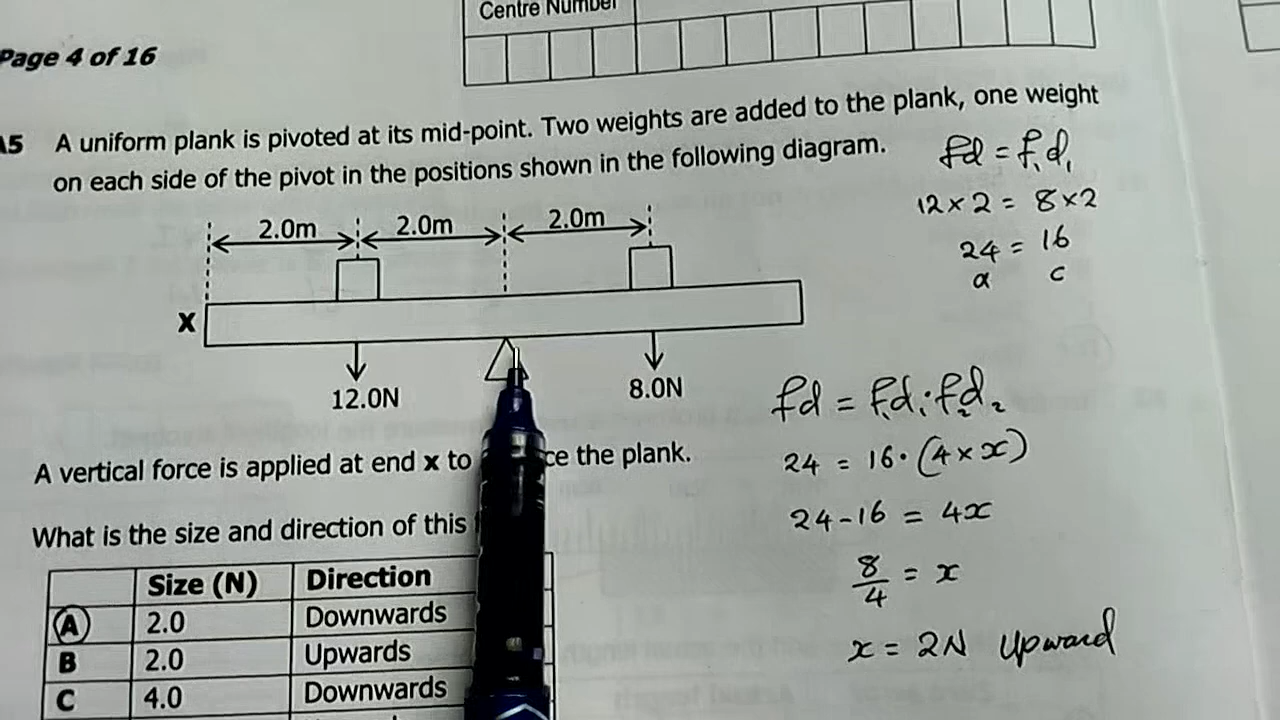 Centre Number
Page 4 of 16
A5 A uniform plank is pivoted at its mid-point. Two weights are added to the plank, one weight
on each side of the pivot in the positions shown in the following diagram.
fd = f₁d₁
12 × 2 = 8 × 2
24 = 16
a c
2.0m 2.0m 2.0m
X
12.0N 8.0N
A vertical force is applied at end x to ce the plank.
What is the size and direction of this
Size (N) Direction
A 2.0 Downwards
B 2.0 Upwards
C 4.0 Downwards
fd = f₁d₁ · f₂d₂
24 = 16 · (4 × x)
24 - 16 = 4x
8/4 = x
x = 2N Upward